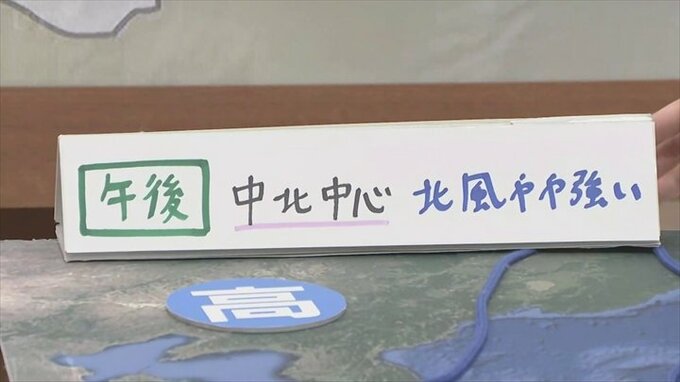 午後 中北中心 北風やや強い
高